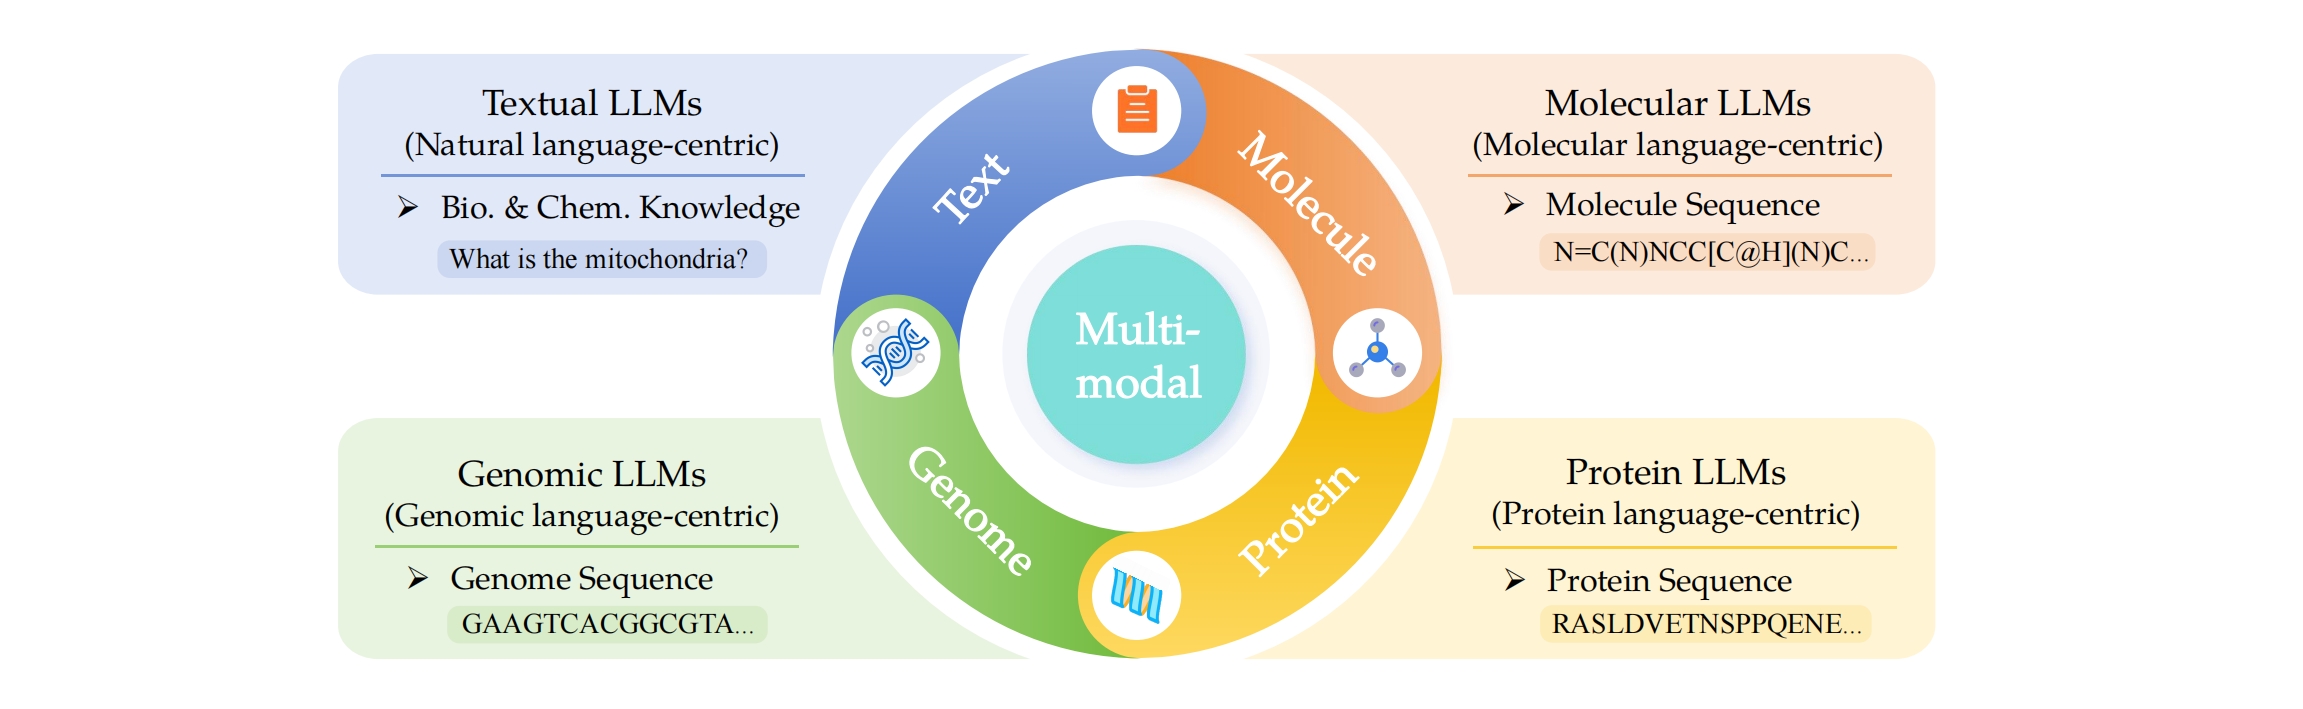 Textual LLMs
(Natural language-centric)
➢ Bio. & Chem. Knowledge
What is the mitochondria?
Molecular LLMs
(Molecular language-centric)
➢ Molecule Sequence
N=C(N)NCC[C@H](N)C...
Text
Molecule
Multi-
modal
Genome
Protein
Genomic LLMs
(Genomic language-centric)
➢ Genome Sequence
GAAGTCACGGCGTA...
Protein LLMs
(Protein language-centric)
➢ Protein Sequence
RASLDVETNSPPQENE...